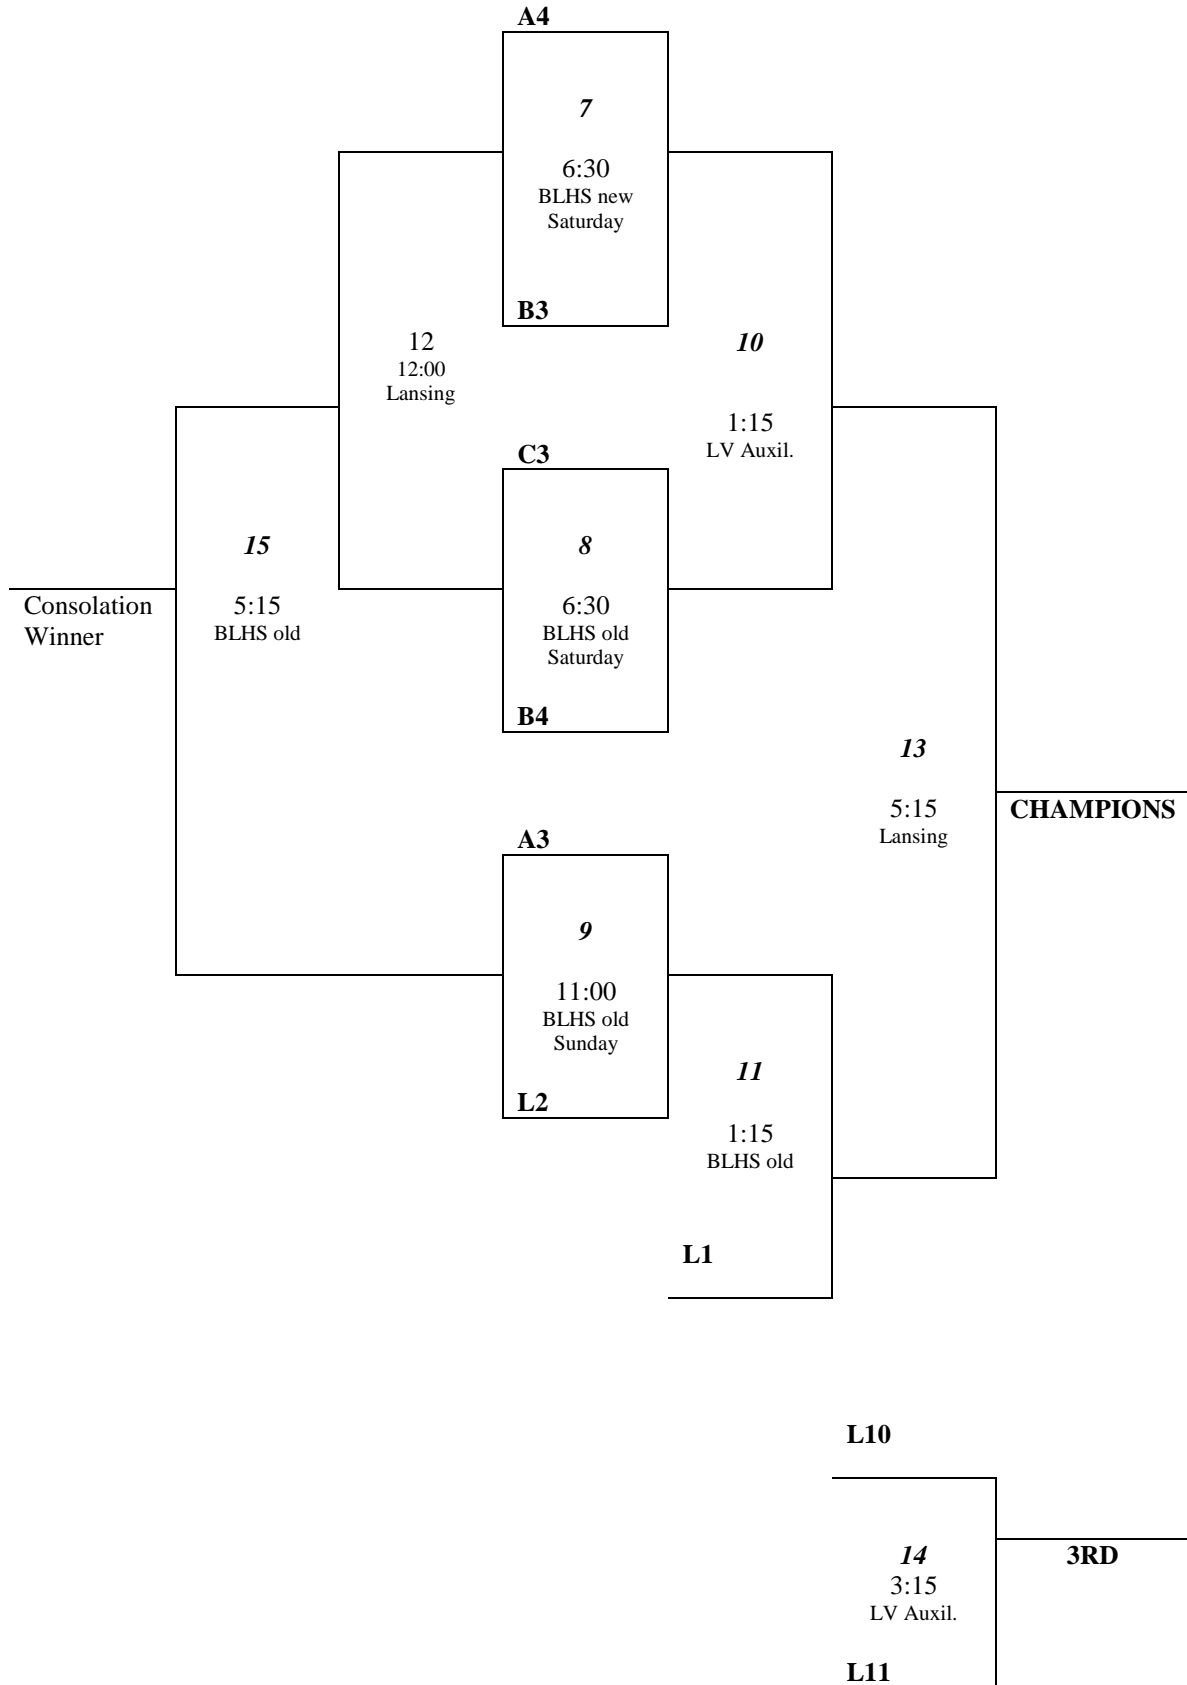 A4
7
6:30
BLHS new
Saturday
B3
12
12:00
Lansing
10
1:15
LV Auxil.
C3
15
5:15
BLHS old
8
6:30
BLHS old
Saturday
Consolation
Winner
B4
13
5:15
Lansing
CHAMPIONS
A3
9
11:00
BLHS old
Sunday
L2
11
1:15
BLHS old
L1
L10
14
3:15
LV Auxil.
3RD
L11